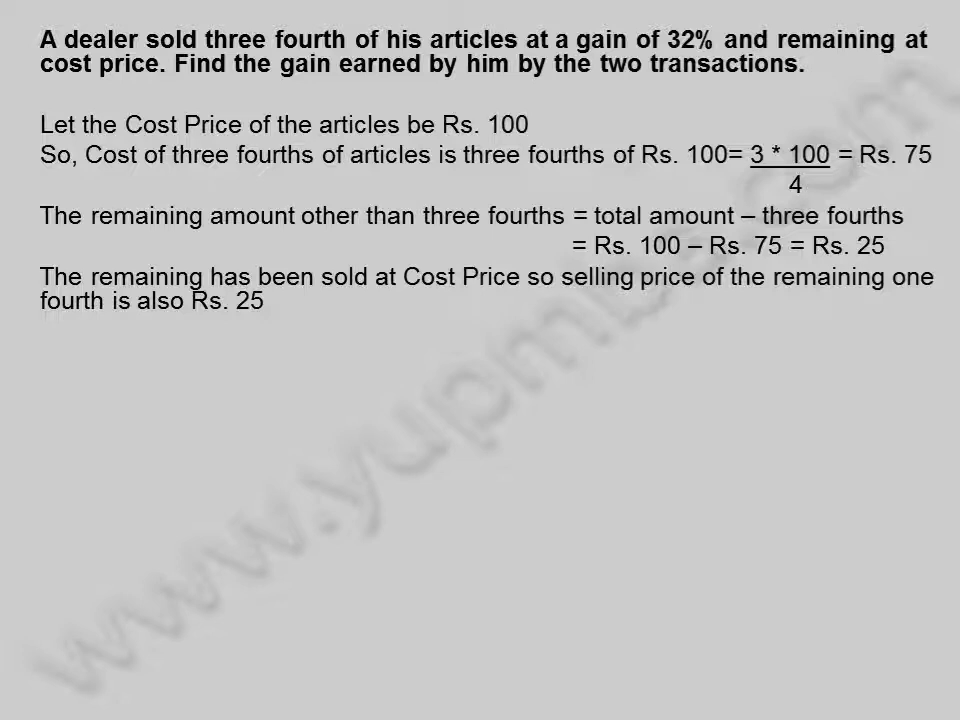 A dealer sold three fourth of his articles at a gain of 32% and remaining at
cost price. Find the gain earned by him by the two transactions.
Let the Cost Price of the articles be Rs. 100
So, Cost of three fourths of articles is three fourths of Rs. 100= 3 * 100 = Rs. 75
4
The remaining amount other than three fourths = total amount – three fourths
= Rs. 100 – Rs. 75 = Rs. 25
The remaining has been sold at Cost Price so selling price of the remaining one
fourth is also Rs. 25
www.yupmbs.com